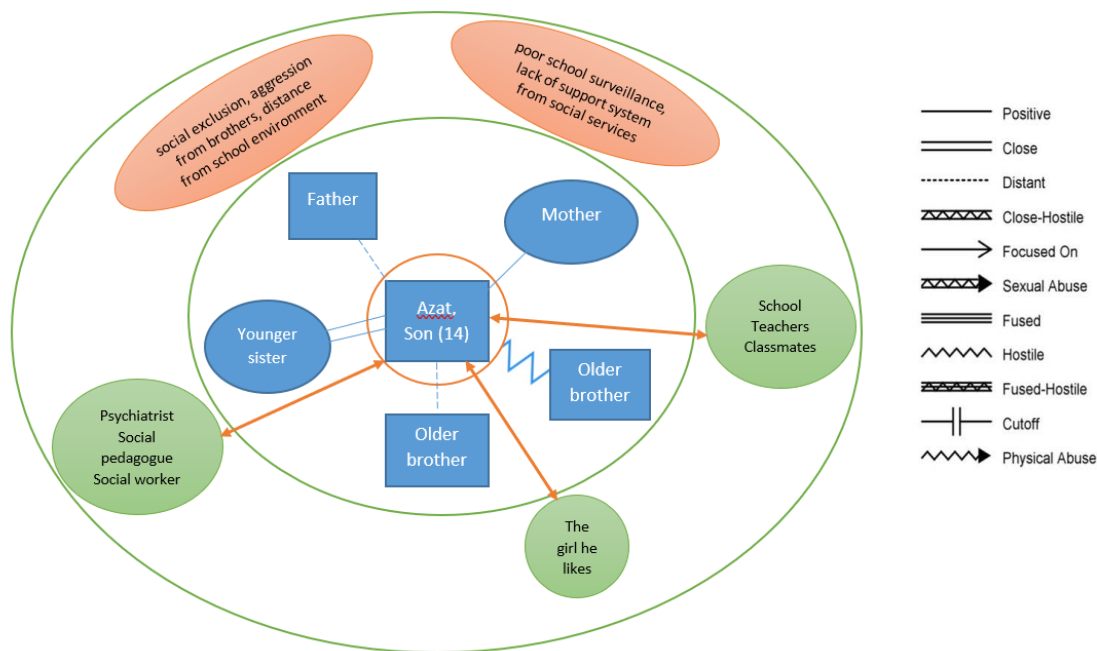 social exclusion, aggression
from brothers, distance
from school environment
poor school surveillance,
lack of support system
from social services
Father
Mother
Azat,
Son (14)
Younger
sister
Older
brother
Older
brother
School
Teachers
Classmates
Psychiatrist
Social
pedagogue
Social worker
The
girl he
likes
Positive
Close
Distant
Close-Hostile
Focused On
Sexual Abuse
Fused
Hostile
Fused-Hostile
Cutoff
Physical Abuse